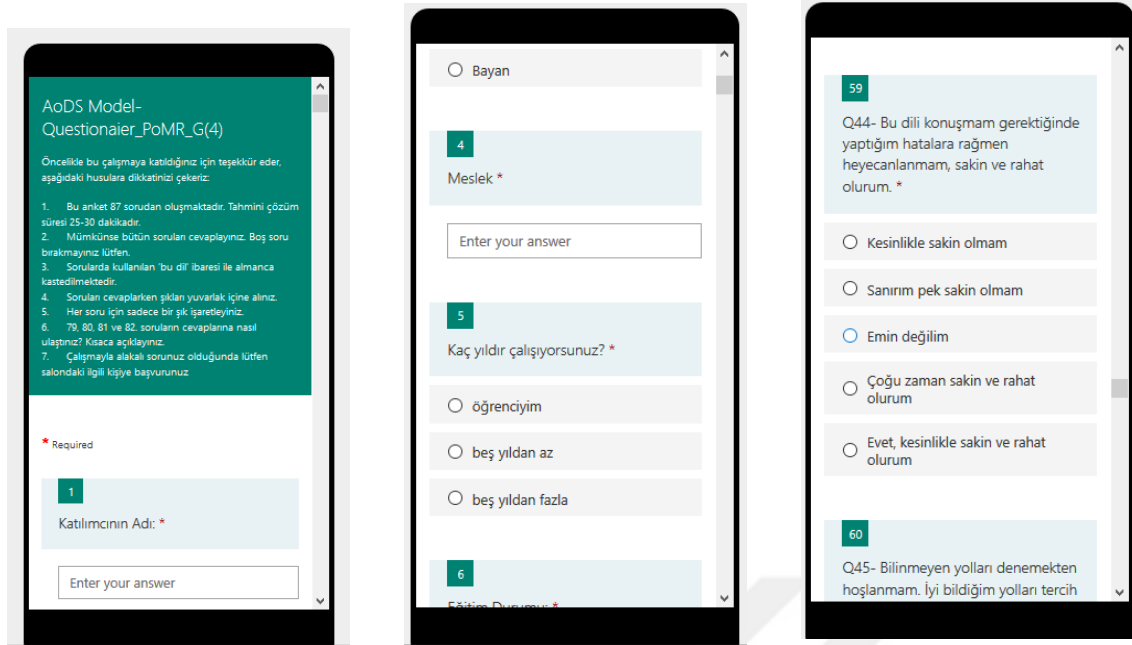 AoDS Model-
Questionaier_PoMR_G(4)
Öncelikle bu çalışmaya katıldığınız için teşekkür eder,
aşağıdaki husulara dikkatinizi çekeriz:
1. Bu anket 87 sorudan oluşmaktadır. Tahmini çözüm
süresi 25-30 dakikadır.
2. Mümkünse bütün soruları cevaplayınız. Boş soru
bırakmayınız lütfen.
3. Sorularda kullanılan 'bu dil' ibaresi ile almanca
kastedilmektedir.
4. Soruları cevaplarken şıkları yuvarlak içine alınız.
5. Her soru için sadece bir şık işaretleyiniz.
6. 79, 80, 81 ve 82. soruların cevaplarına nasıl
ulaştınız? Kısaca açıklayınız.
7. Çalışmayla alakalı sorunuz olduğunda lütfen
salondaki ilgili kişiye başvurunuz
* Required
1
Katılımcının Adı: *
Enter your answer
Bayan
4
Meslek *
Enter your answer
5
Kaç yıldır çalışıyorsunuz? *
öğrenciyim
beş yıldan az
beş yıldan fazla
6
Eğitim Durumu: *
59
Q44- Bu dili konuşmam gerektiğinde
yaptığım hatalara rağmen
heyecanlanmam, sakin ve rahat
olurum. *
Kesinlikle sakin olmam
Sanırım pek sakin olmam
Emin değilim
Çoğu zaman sakin ve rahat
olurum
Evet, kesinlikle sakin ve rahat
olurum
60
Q45- Bilinmeyen yolları denemekten
hoşlanmam. İyi bildiğim yolları tercih